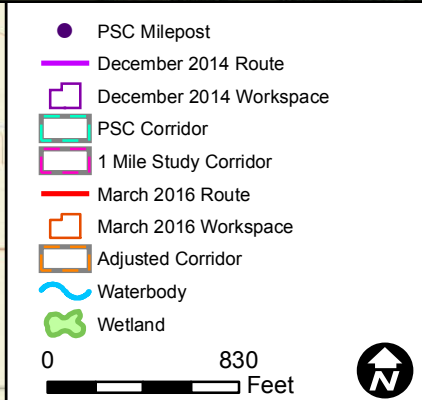 PSC Milepost
December 2014 Route
December 2014 Workspace
PSC Corridor
1 Mile Study Corridor
March 2016 Route
March 2016 Workspace
Adjusted Corridor
Waterbody
Wetland
0 830
Feet
N